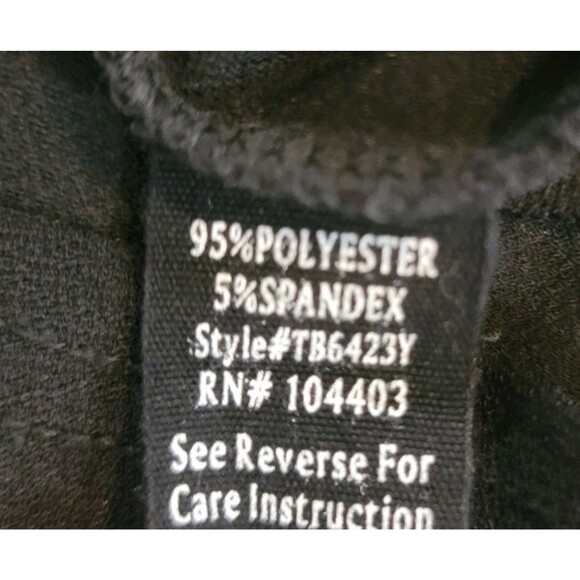 95%POLYESTER
5%SPANDEX
Style#TB6423Y
RN# 104403
See Reverse For
Care Instruction